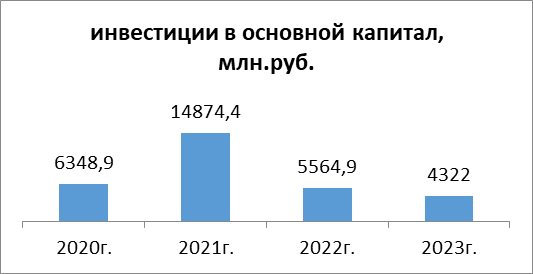 инвестиции в основной капитал,
млн.руб.
14874,4
6348,9
5564,9
4322
2020г.
2021г.
2022г.
2023г.